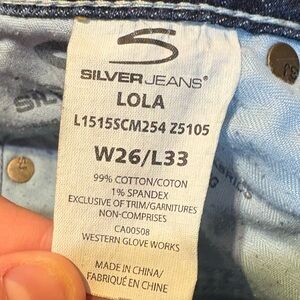 SILVER JEANS®
LOLA
L1515SCM254 Z5105
W26/L33
99% COTTON/COTON
1% SPANDEX
EXCLUSIVE OF TRIM/GARNITURES
NON-COMPRISES
CA00508
WESTERN GLOVE WORKS
MADE IN CHINA/
FABRIQUÉ EN CHINE